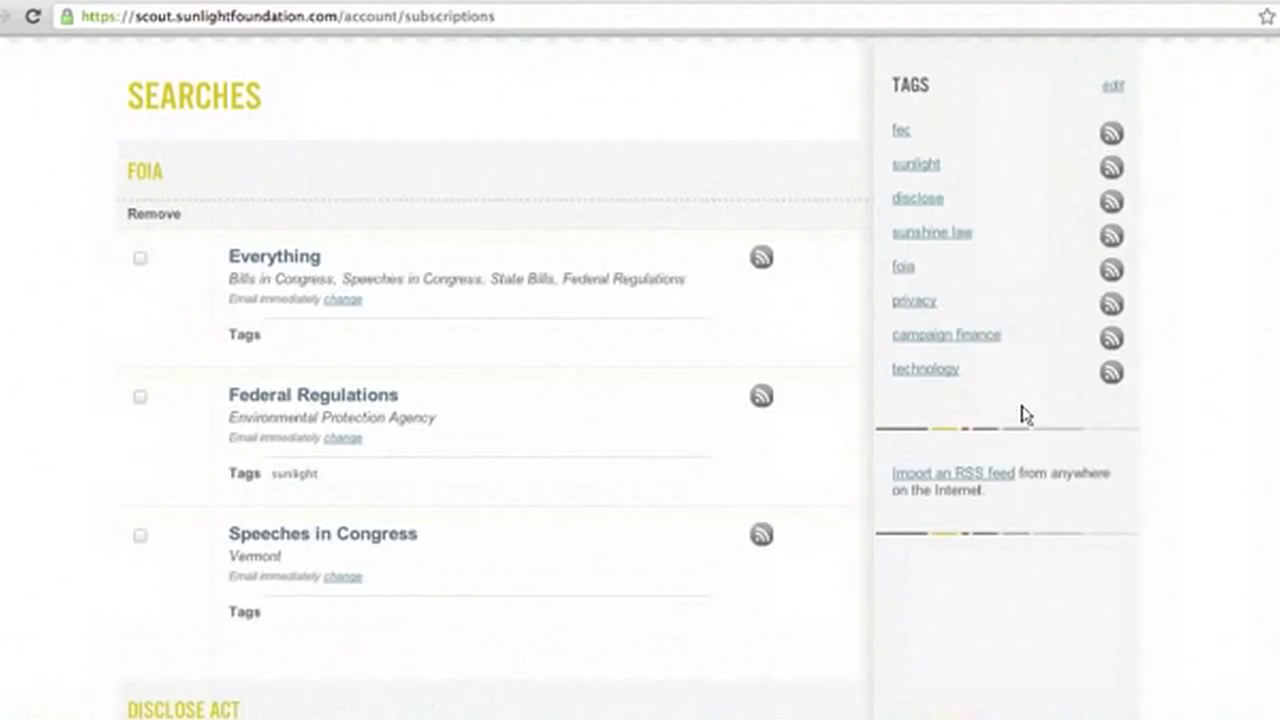 https://scout.sunlightfoundation.com/account/subscriptions
SEARCHES
FOIA
Remove
Everything
Bills in Congress, Speeches in Congress, State Bills, Federal Regulations
Email immediately change
Tags
Federal Regulations
Environmental Protection Agency
Email immediately change
Tags sunlight
Speeches in Congress
Vermont
Email immediately change
Tags
DISCLOSE ACT
TAGS edit
fec
sunlight
disclose
sunshine law
foia
privacy
campaign finance
technology
Import an RSS feed from anywhere
on the Internet.